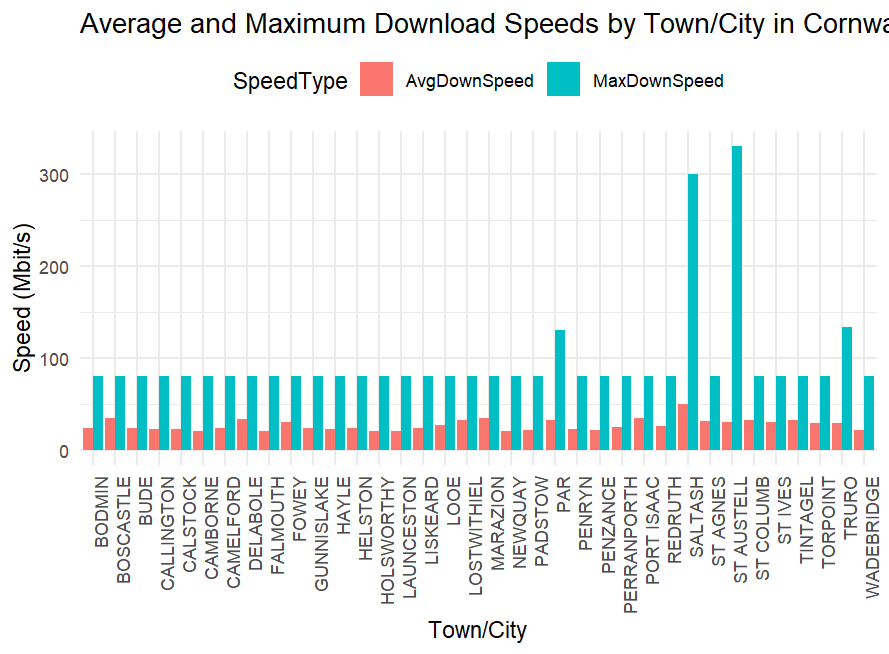 Average and Maximum Download Speeds by Town/City in Cornwa
SpeedType AvgDownSpeed MaxDownSpeed
Speed (Mbit/s)
300
200
100
0
BODMIN
BOSCASTLE
BUDE
CALLINGTON
CALSTOCK
CAMBORNE
CAMELFORD
DELABOLE
FALMOUTH
FOWEY
GUNNISLAKE
HAYLE
HELSTON
HOLSWORTHY
LAUNCESTON
LISKEARD
LOOE
LOSTWITHIEL
MARAZION
NEWQUAY
PADSTOW
PAR
PENRYN
PENZANCE
PERRANPORTH
PORT ISAAC
REDRUTH
SALTASH
ST AGNES
ST AUSTELL
ST COLUMB
ST IVES
TINTAGEL
TORPOINT
TRURO
WADEBRIDGE
Town/City